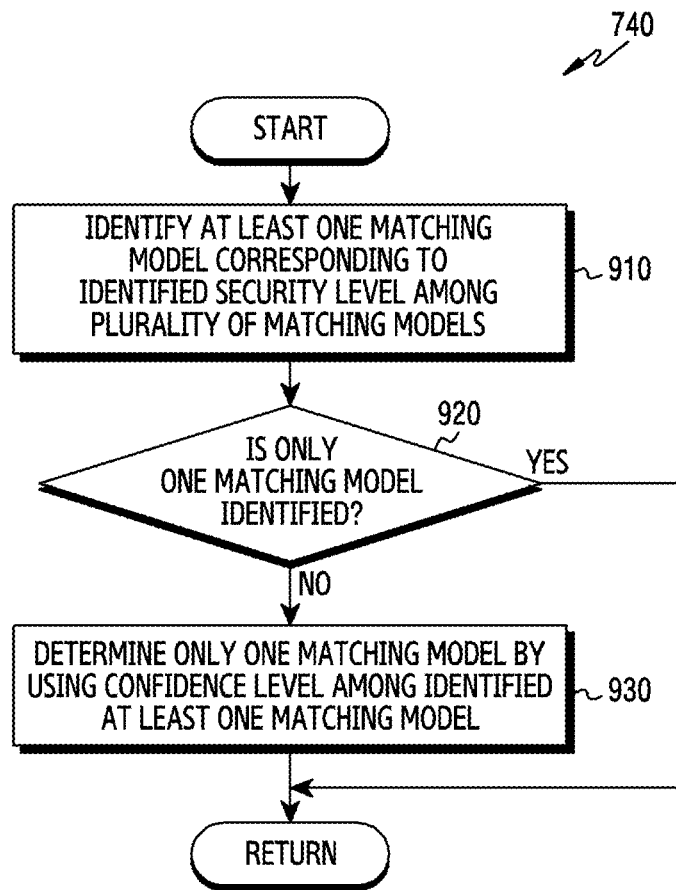 740
START
IDENTIFY AT LEAST ONE MATCHING
MODEL CORRESPONDING TO
IDENTIFIED SECURITY LEVEL AMONG
PLURALITY OF MATCHING MODELS
910
920
IS ONLY
ONE MATCHING MODEL
IDENTIFIED?
YES
NO
DETERMINE ONLY ONE MATCHING MODEL BY
USING CONFIDENCE LEVEL AMONG IDENTIFIED
AT LEAST ONE MATCHING MODEL
930
RETURN